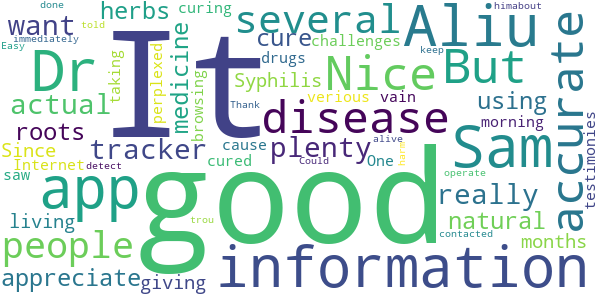 himabout
done
Easy herbs curing several Aliu
told
want immediately Dr It cure challenges But
taking perplexed medicine browsing drugs Nice accurate
actual Syphilis
verious vain using
roots Thank disease Sam morning
Since tracker cause plenty keep testimonies
Internet One alive harm
saw detect app cured Could really operate
living good natural
people trou contacted months
appreciate giving information